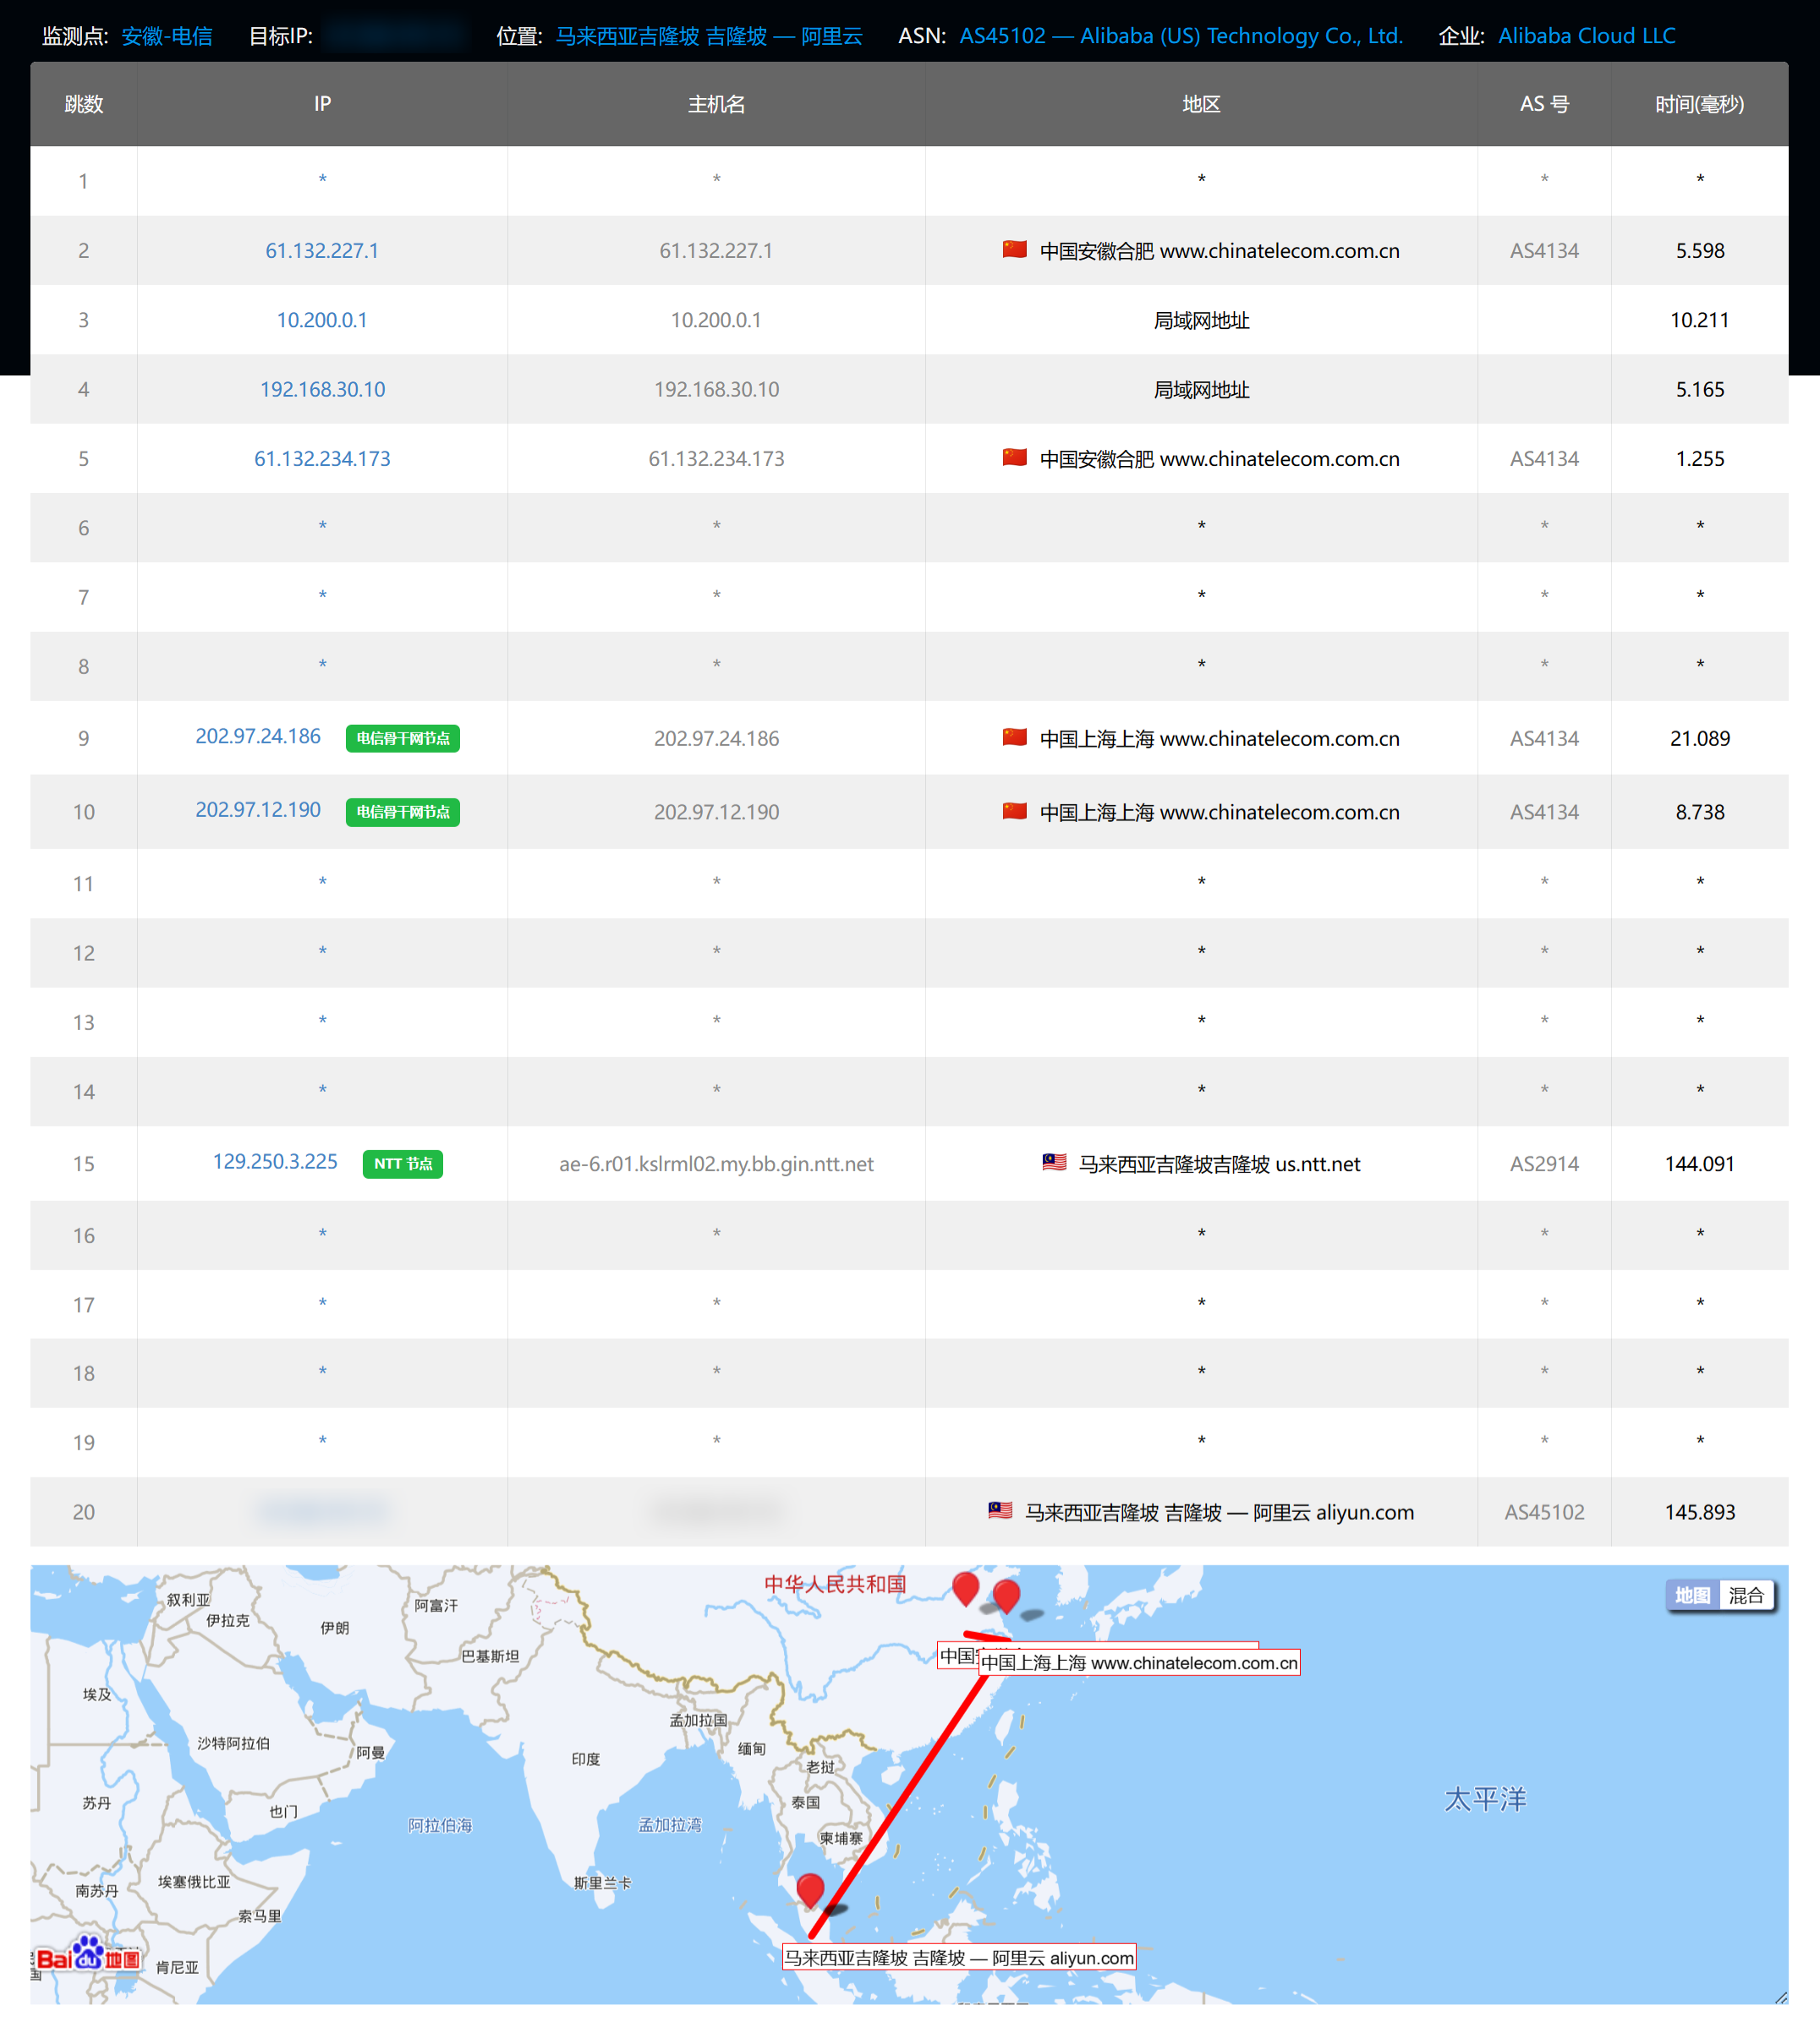 监测点: 安徽-电信 目标IP: 位置: 马来西亚吉隆坡 吉隆坡 — 阿里云 ASN: AS45102 — Alibaba (US) Technology Co., Ltd. 企业: Alibaba Cloud LLC
跳数 IP 主机名 地区 AS 号 时间(毫秒)
1 * * * * *
2 61.132.227.1 61.132.227.1 中国安徽合肥 www.chinatelecom.com.cn AS4134 5.598
3 10.200.0.1 10.200.0.1 局域网地址 10.211
4 192.168.30.10 192.168.30.10 局域网地址 5.165
5 61.132.234.173 61.132.234.173 中国安徽合肥 www.chinatelecom.com.cn AS4134 1.255
6 * * * * *
7 * * * * *
8 * * * * *
9 202.97.24.186 电信骨干网节点 202.97.24.186 中国上海上海 www.chinatelecom.com.cn AS4134 21.089
10 202.97.12.190 电信骨干网节点 202.97.12.190 中国上海上海 www.chinatelecom.com.cn AS4134 8.738
11 * * * * *
12 * * * * *
13 * * * * *
14 * * * * *
15 129.250.3.225 NTT 节点 ae-6.r01.kslrml02.my.bb.gin.ntt.net 马来西亚吉隆坡吉隆坡 us.ntt.net AS2914 144.091
16 * * * * *
17 * * * * *
18 * * * * *
19 * * * * *
20 马来西亚吉隆坡 吉隆坡 — 阿里云 aliyun.com AS45102 145.893
中华人民共和国
地图 混合
叙利亚
伊拉克
伊朗
阿富汗
巴基斯坦
中国
中国上海上海 www.chinatelecom.com.cn
埃及
沙特阿拉伯
阿曼
孟加拉国
缅甸
印度
老挝
苏丹
也门
泰国
太平洋
阿拉伯海
孟加拉湾
柬埔寨
南苏丹
埃塞俄比亚
斯里兰卡
索马里
Bai du 地图
肯尼亚
马来西亚吉隆坡 吉隆坡 — 阿里云 aliyun.com